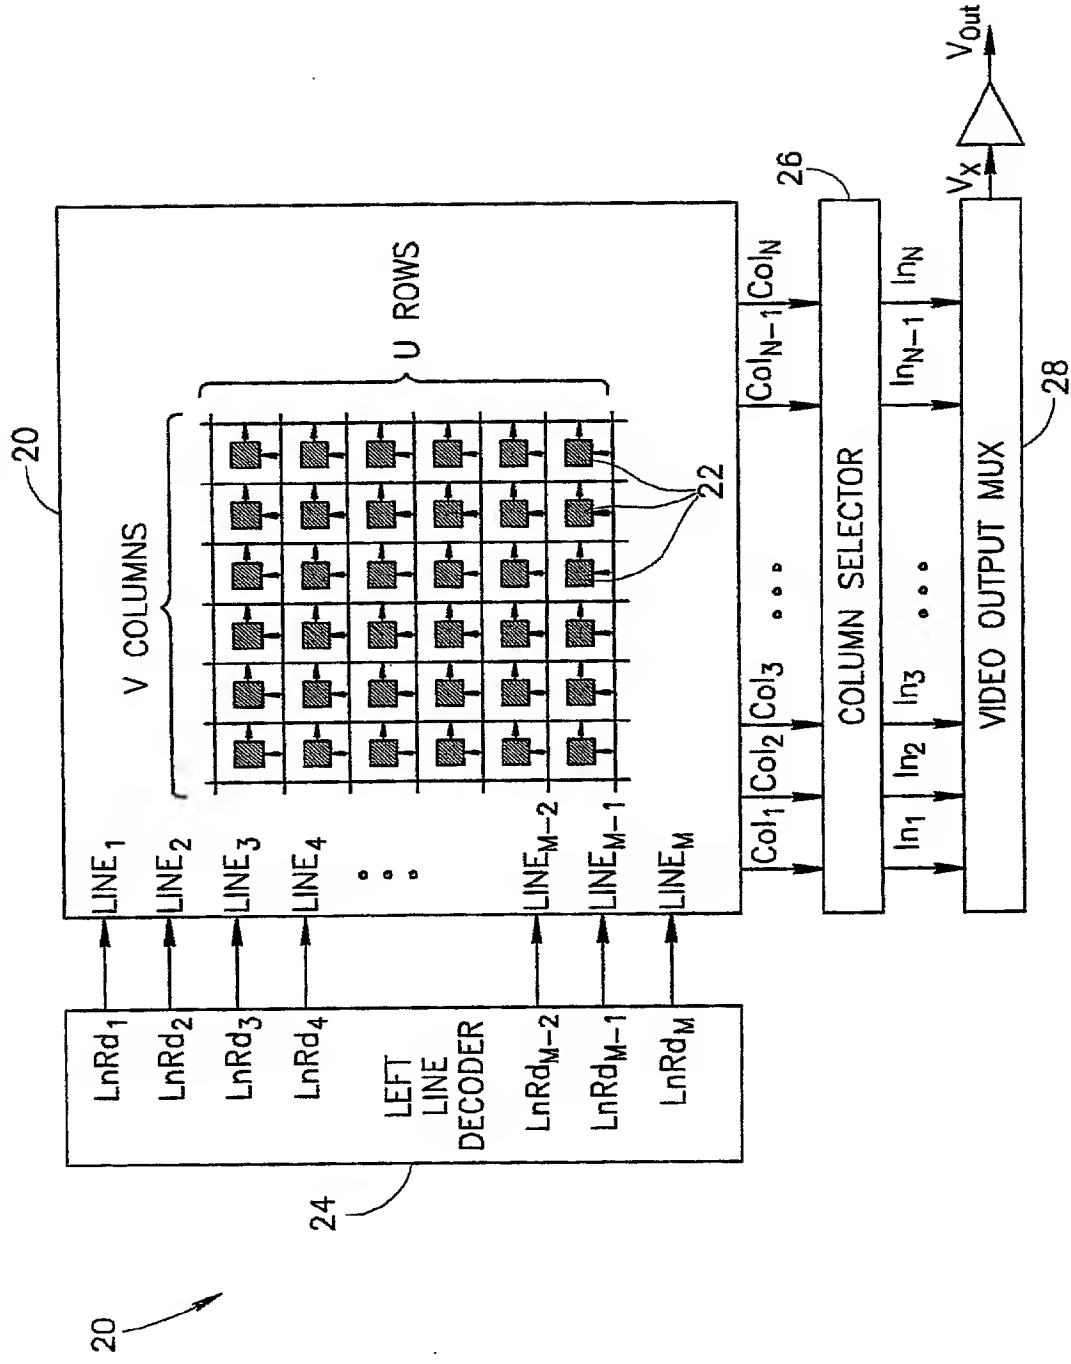 20
20
24
LEFT
LINE
DECODER
LnRd1
LnRd2
LnRd3
LnRd4
LnRdM-2
LnRdM-1
LnRdM
LINE1
LINE2
LINE3
LINE4
LINEM-2
LINEM-1
LINEM
V COLUMNS
U ROWS
22
Col1
Col2
Col3
ColN-1
ColN
26
COLUMN SELECTOR
In1
In2
In3
InN-1
InN
VIDEO OUTPUT MUX
28
VX
VOut